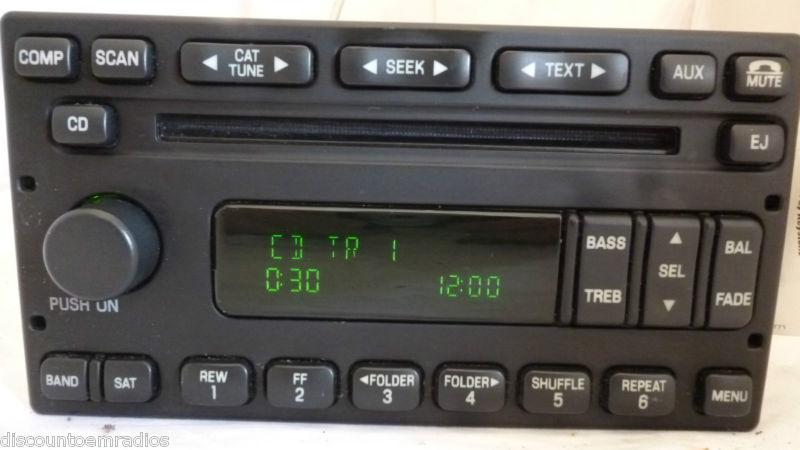 COMP SCAN ◄ CAT TUNE ► ◄ SEEK ► ◄ TEXT ► AUX MUTE
CD EJ
CD TR 1
0:30 12:00
BASS SEL BAL
TREB FADE
PUSH ON
BAND SAT REW 1 FF 2 ◄FOLDER 3 FOLDER► 4 SHUFFLE 5 REPEAT 6 MENU
discountoemradios discountoemradios discountoemradios